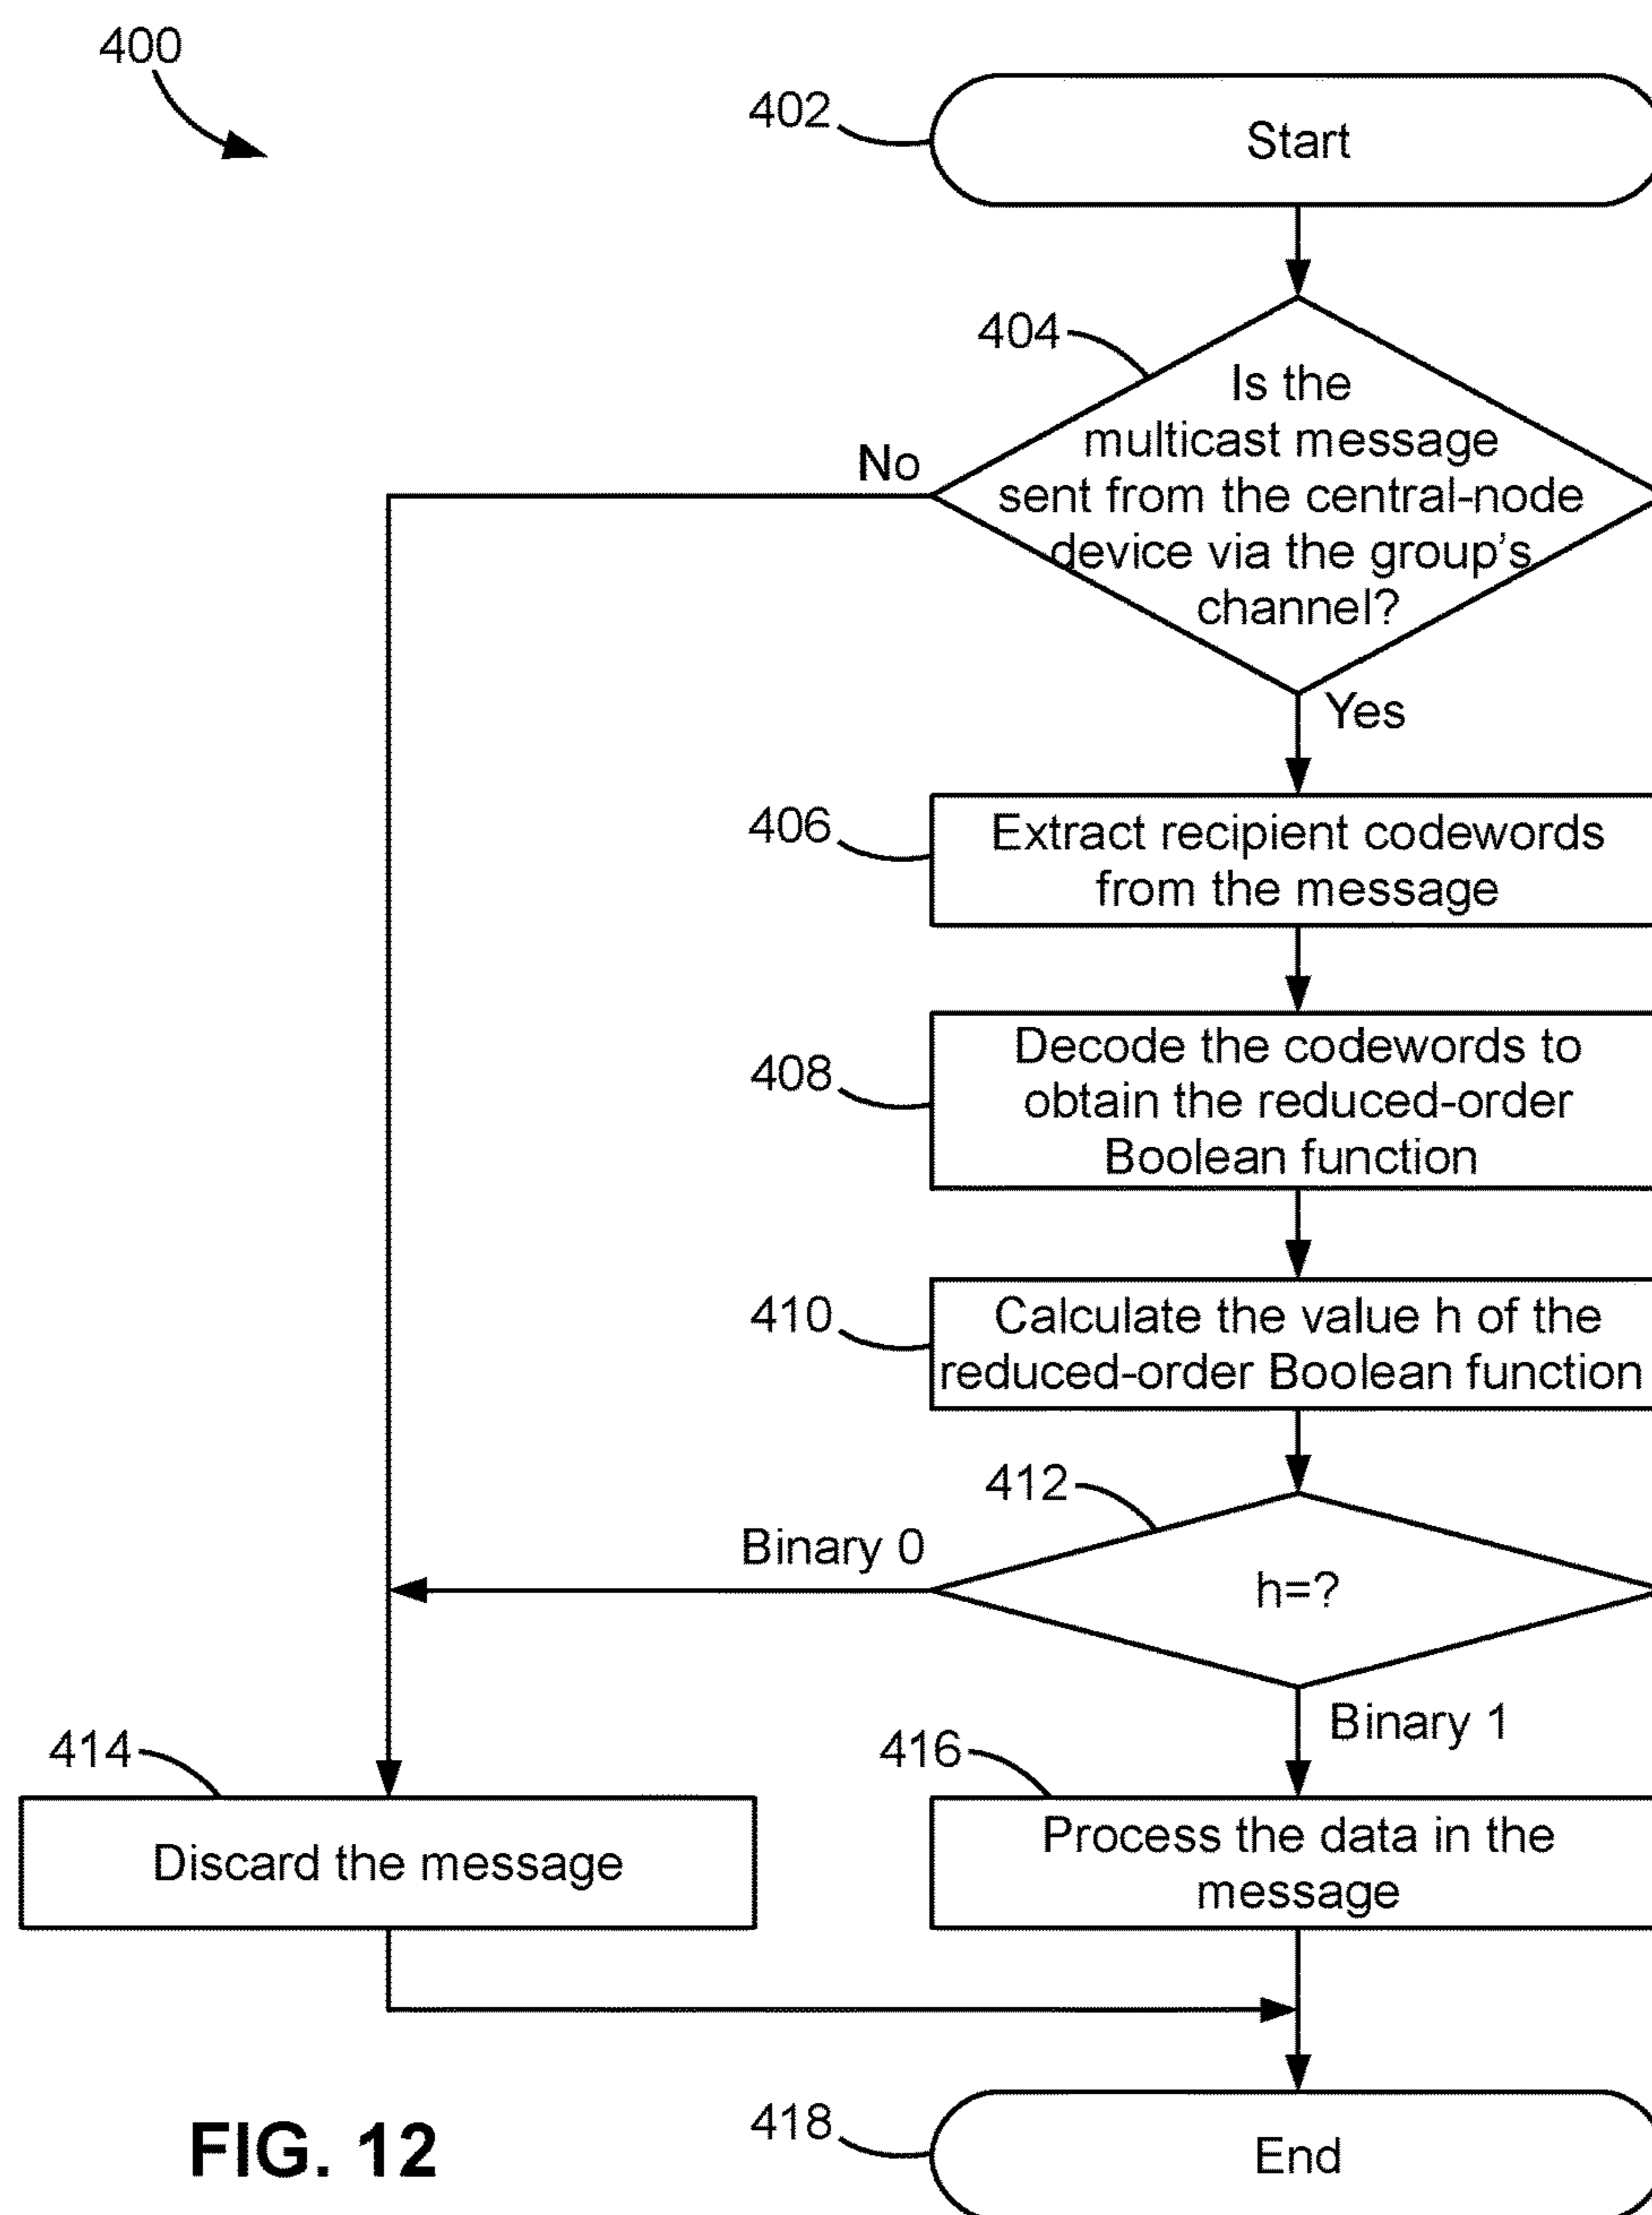 400
402
Start
404
Is the
multicast message
sent from the central-node
device via the group's
channel?
No
Yes
406
Extract recipient codewords
from the message
408
Decode the codewords to
obtain the reduced-order
Boolean function
410
Calculate the value h of the
reduced-order Boolean function
412
Binary 0
h=?
Binary 1
414
Discard the message
416
Process the data in the
message
FIG. 12
418
End